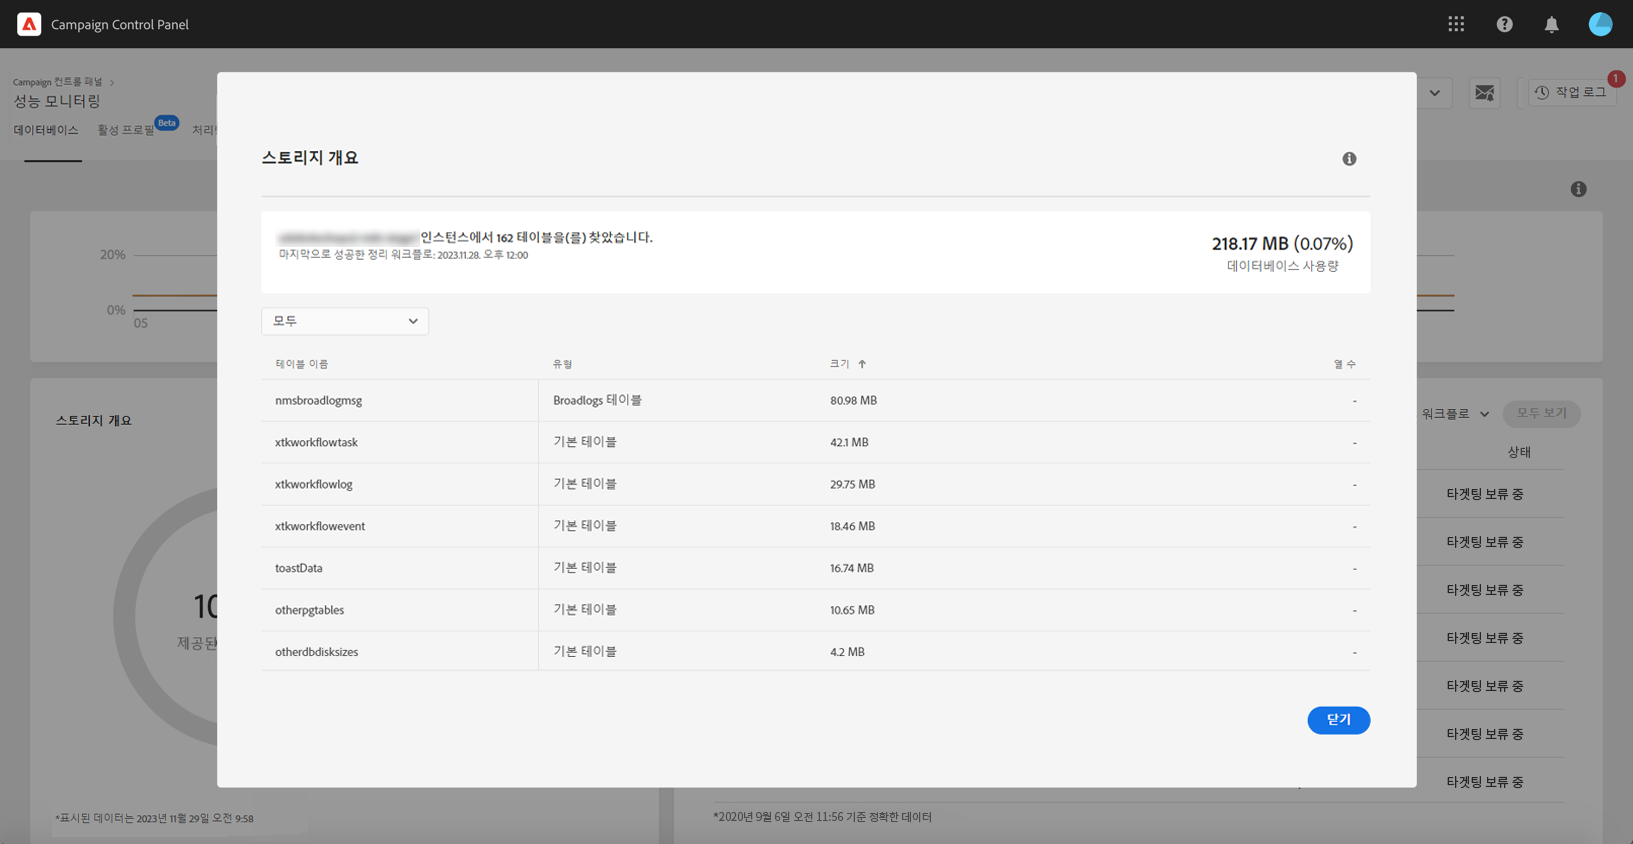 Campaign Control Panel
Campaign 컨트롤 패널
성능 모니터링
데이터베이스
활성 프로필
Beta
작업 로그
1
스토리지 개요
인스턴스에서 162 테이블을(를) 찾았습니다.
마지막으로 성공한 정리 워크플로: 2023.11.28. 오후 12:00
218.17 MB (0.07%)
데이터베이스 사용량
20%
0%
05
모두
테이블 이름 유형 크기 열 수
nmsbroadlogmsg Broadlogs 테이블 80.98 MB -
xtkworkflowtask 기본 테이블 42.1 MB -
xtkworkflowlog 기본 테이블 29.75 MB -
xtkworkflowevent 기본 테이블 18.46 MB -
toastData 기본 테이블 16.74 MB -
otherpgtables 기본 테이블 10.65 MB -
otherdbdisksizes 기본 테이블 4.2 MB -
닫기
스토리지 개요
워크플로
모두 보기
상태
타겟팅 보류 중
타겟팅 보류 중
타겟팅 보류 중
타겟팅 보류 중
타겟팅 보류 중
타겟팅 보류 중
타겟팅 보류 중
*표시된 데이터는 2023년 11월 29일 오전 9:58
*2020년 9월 6일 오전 11:56 기준 정확한 데이터